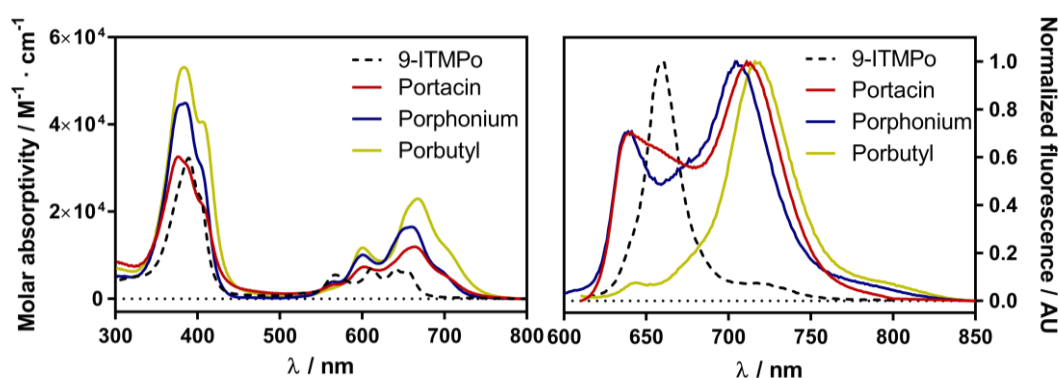 Molar absorptivity / M⁻¹ · cm⁻¹
6×10⁴
4×10⁴
2×10⁴
0
300 400 500 600 700 800
λ / nm
9-ITMPo
Portacin
Porphonium
Porbutyl
9-ITMPo
Portacin
Porphonium
Porbutyl
600 650 700 750 800 850
λ / nm
1.0
0.8
0.6
0.4
0.2
0.0
Normalized fluorescence / AU